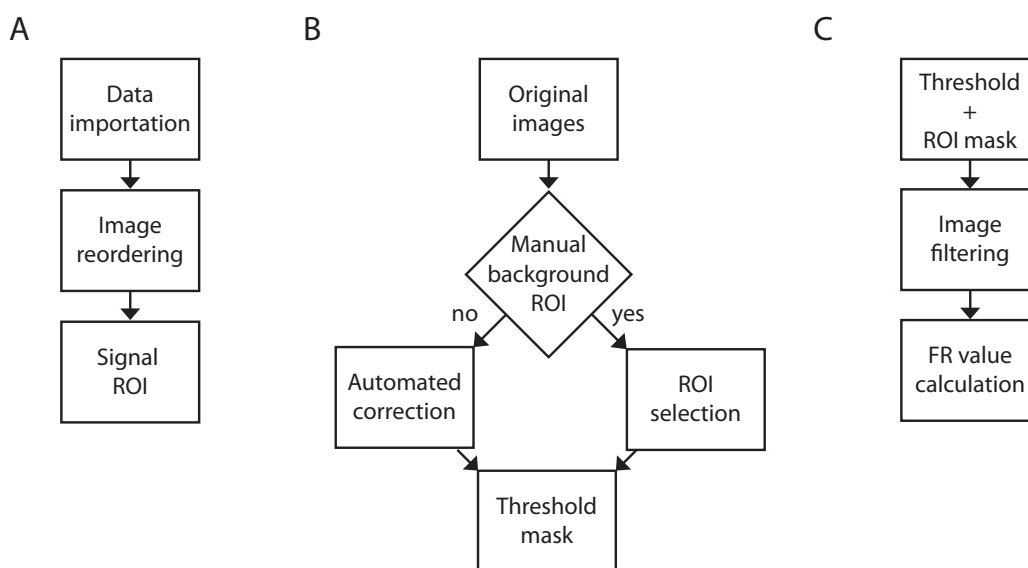 A
Data
importation
Image
reordering
Signal
ROI
B
Original
images
Manual
background
ROI
no
yes
Automated
correction
ROI
selection
Threshold
mask
C
Threshold
+
ROI mask
Image
filtering
FR value
calculation